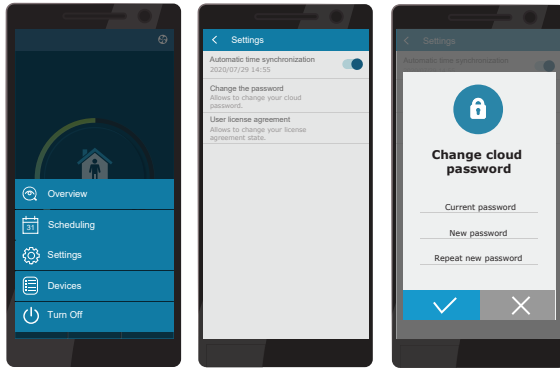 31
Overview
Scheduling
Settings
Devices
Turn Off
Settings
Automatic time synchronization
2020/07/29 14:55
Change the password
Allows to change your cloud
password.
User license agreement
Allows to change your license
agreement state.
Settings
Automatic time synchronization
Change cloud
password
Current password
New password
Repeat new password